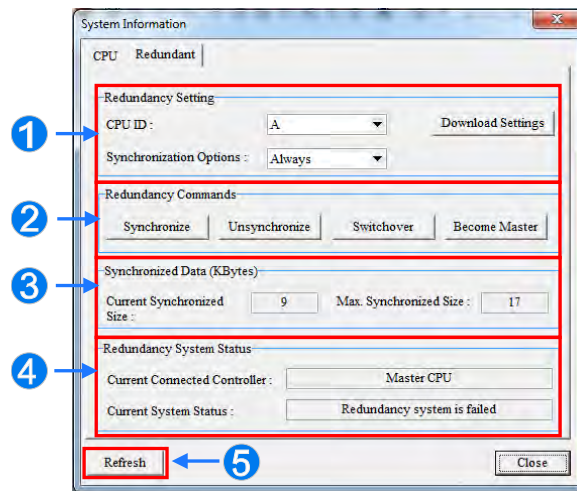 System Information
CPU Redundant
Redundancy Setting
1
CPU ID : A Download Settings
Synchronization Options : Always
Redundancy Commands
2
Synchronize Unsynchronize Switchover Become Master
3
Synchronized Data (KBytes)
Current Synchronized Size : 9 Max. Synchronized Size : 17
Redundancy System Status
4
Current Connected Controller : Master CPU
Current System Status : Redundancy system is failed
Refresh 5 Close